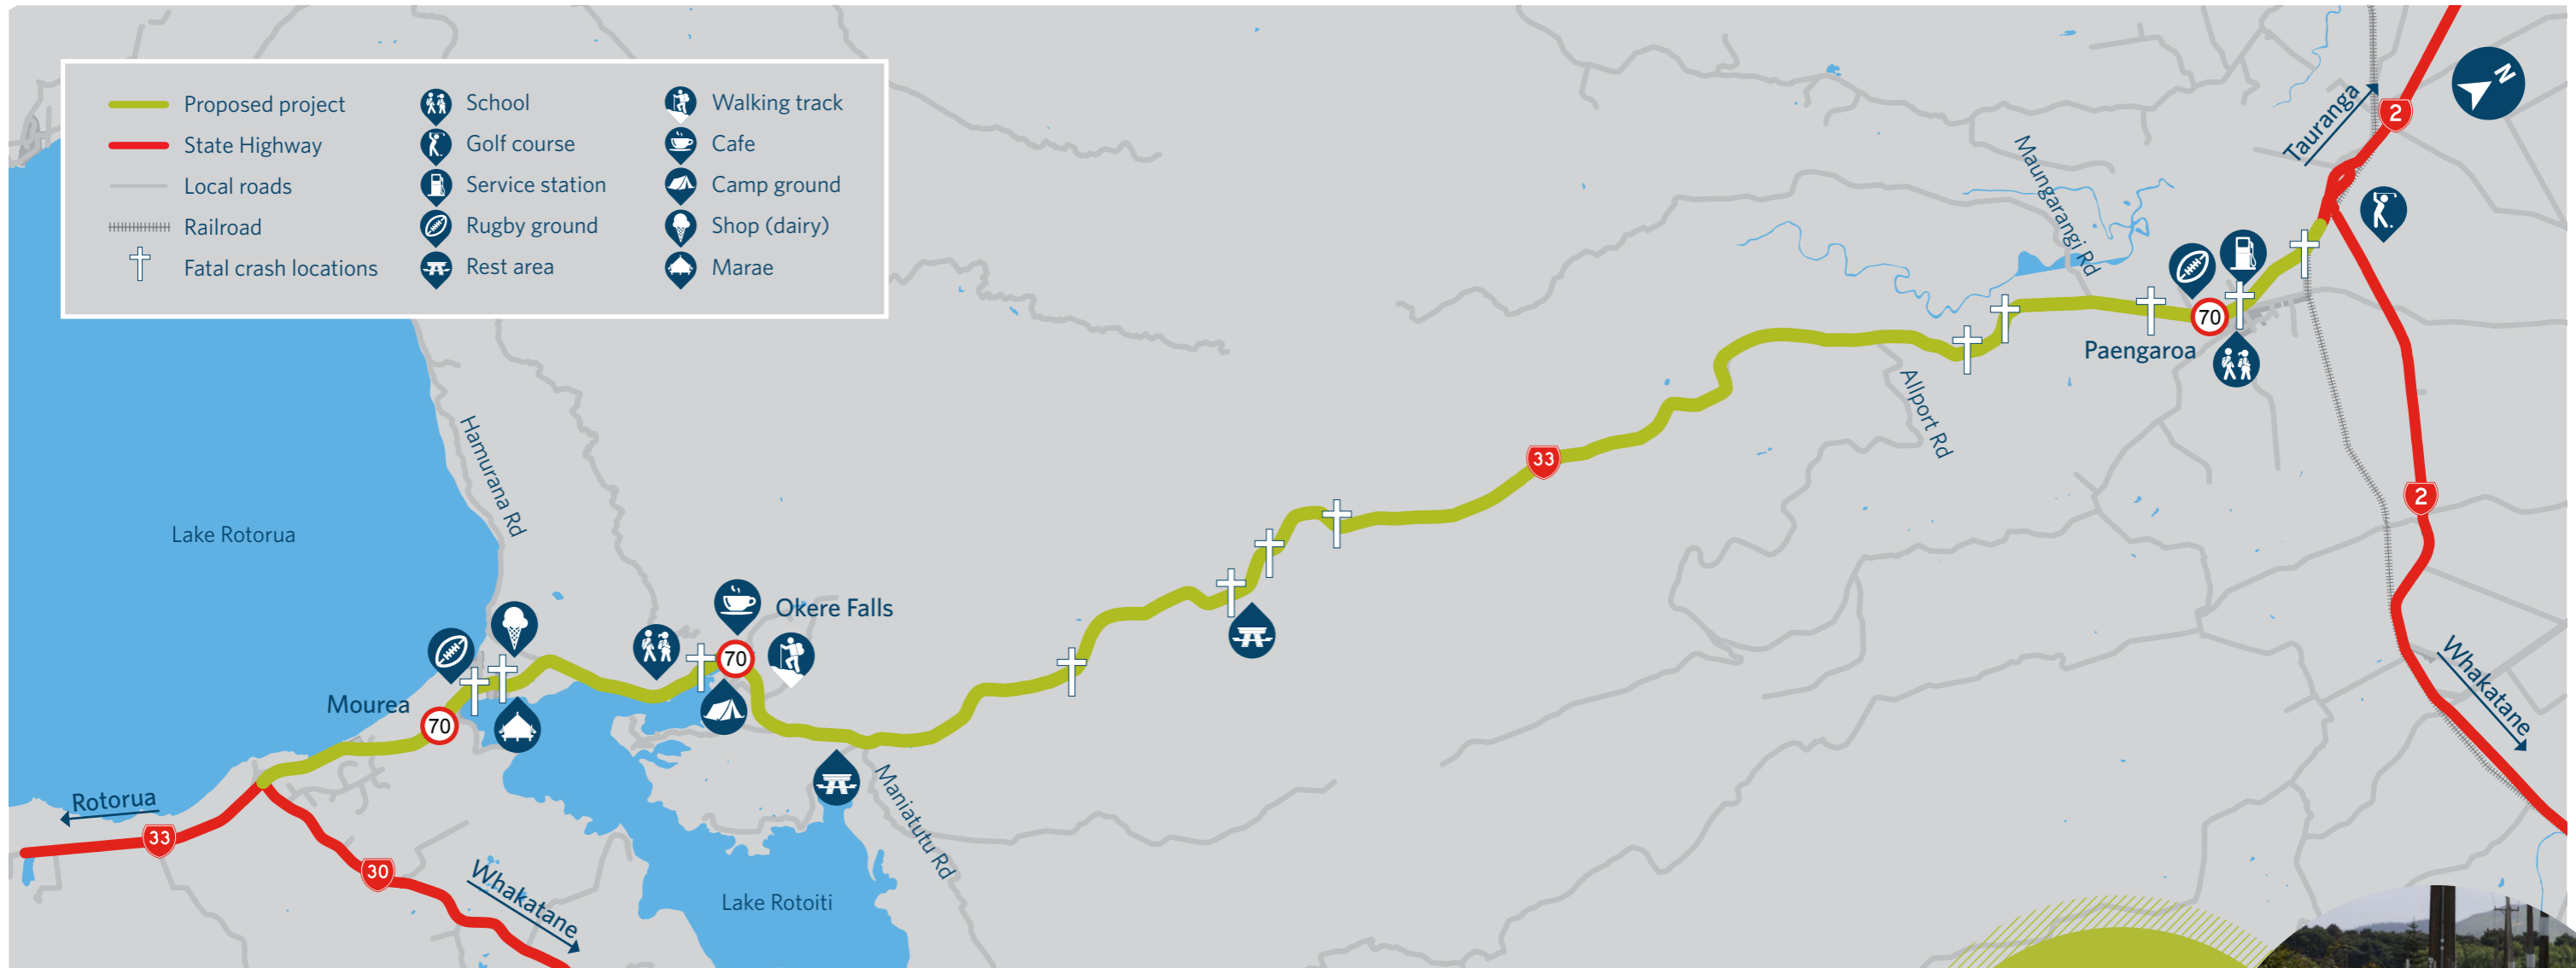 Proposed project
State Highway
Local roads
Railroad
Fatal crash locations
School
Golf course
Service station
Rugby ground
Rest area
Walking track
Cafe
Camp ground
Shop (dairy)
Marae
N
Tauranga
2
Maungarangi Rd
70
Paengaroa
Allport Rd
33
2
Whakatane
Hamurana Rd
Lake Rotorua
Okere Falls
70
Mourea
70
Maniatutu Rd
Rotorua
33
30
Whakatane
Lake Rotoiti